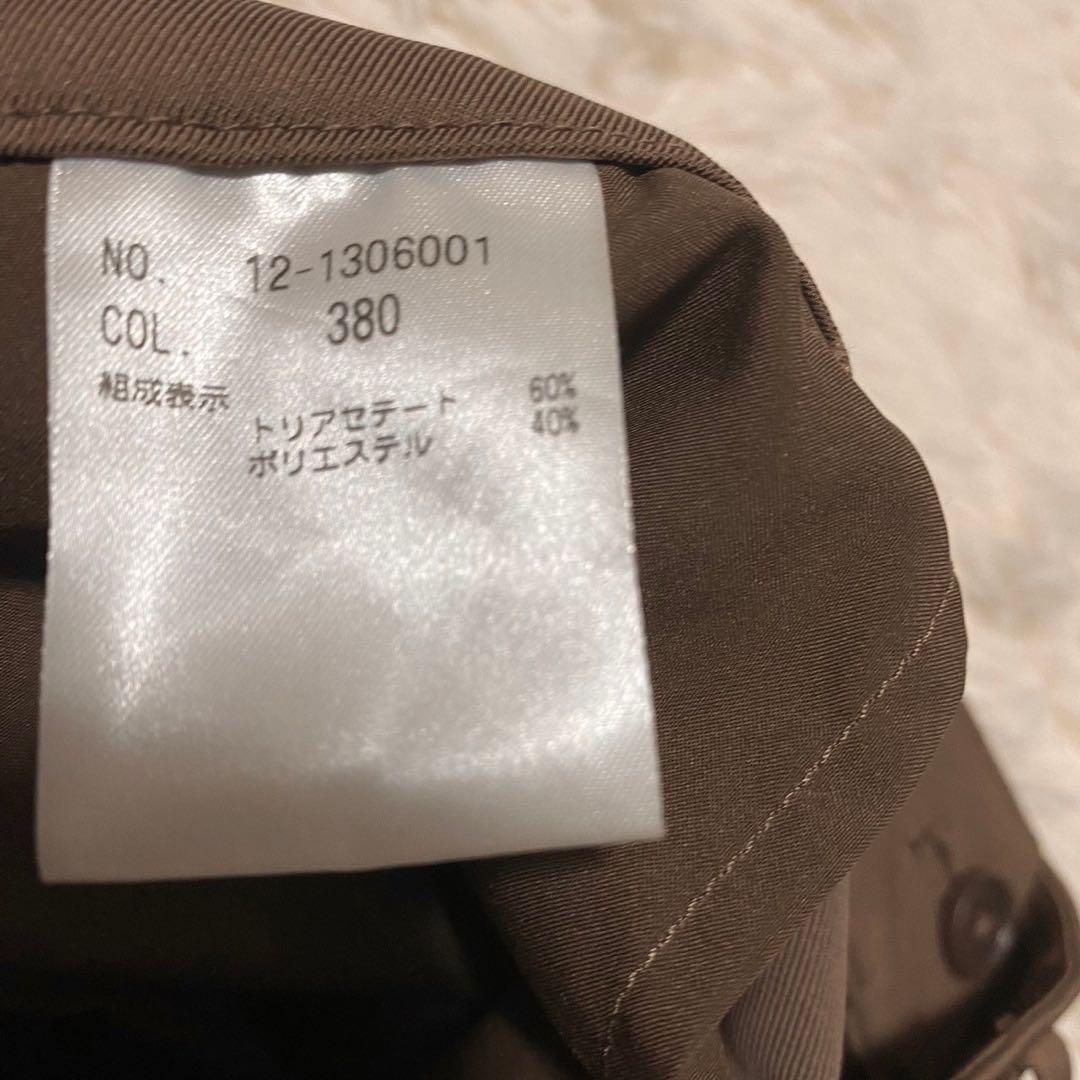 NO. 12-1306001
COL. 380
組成表示
トリアセテート 60%
ポリエステル 40%